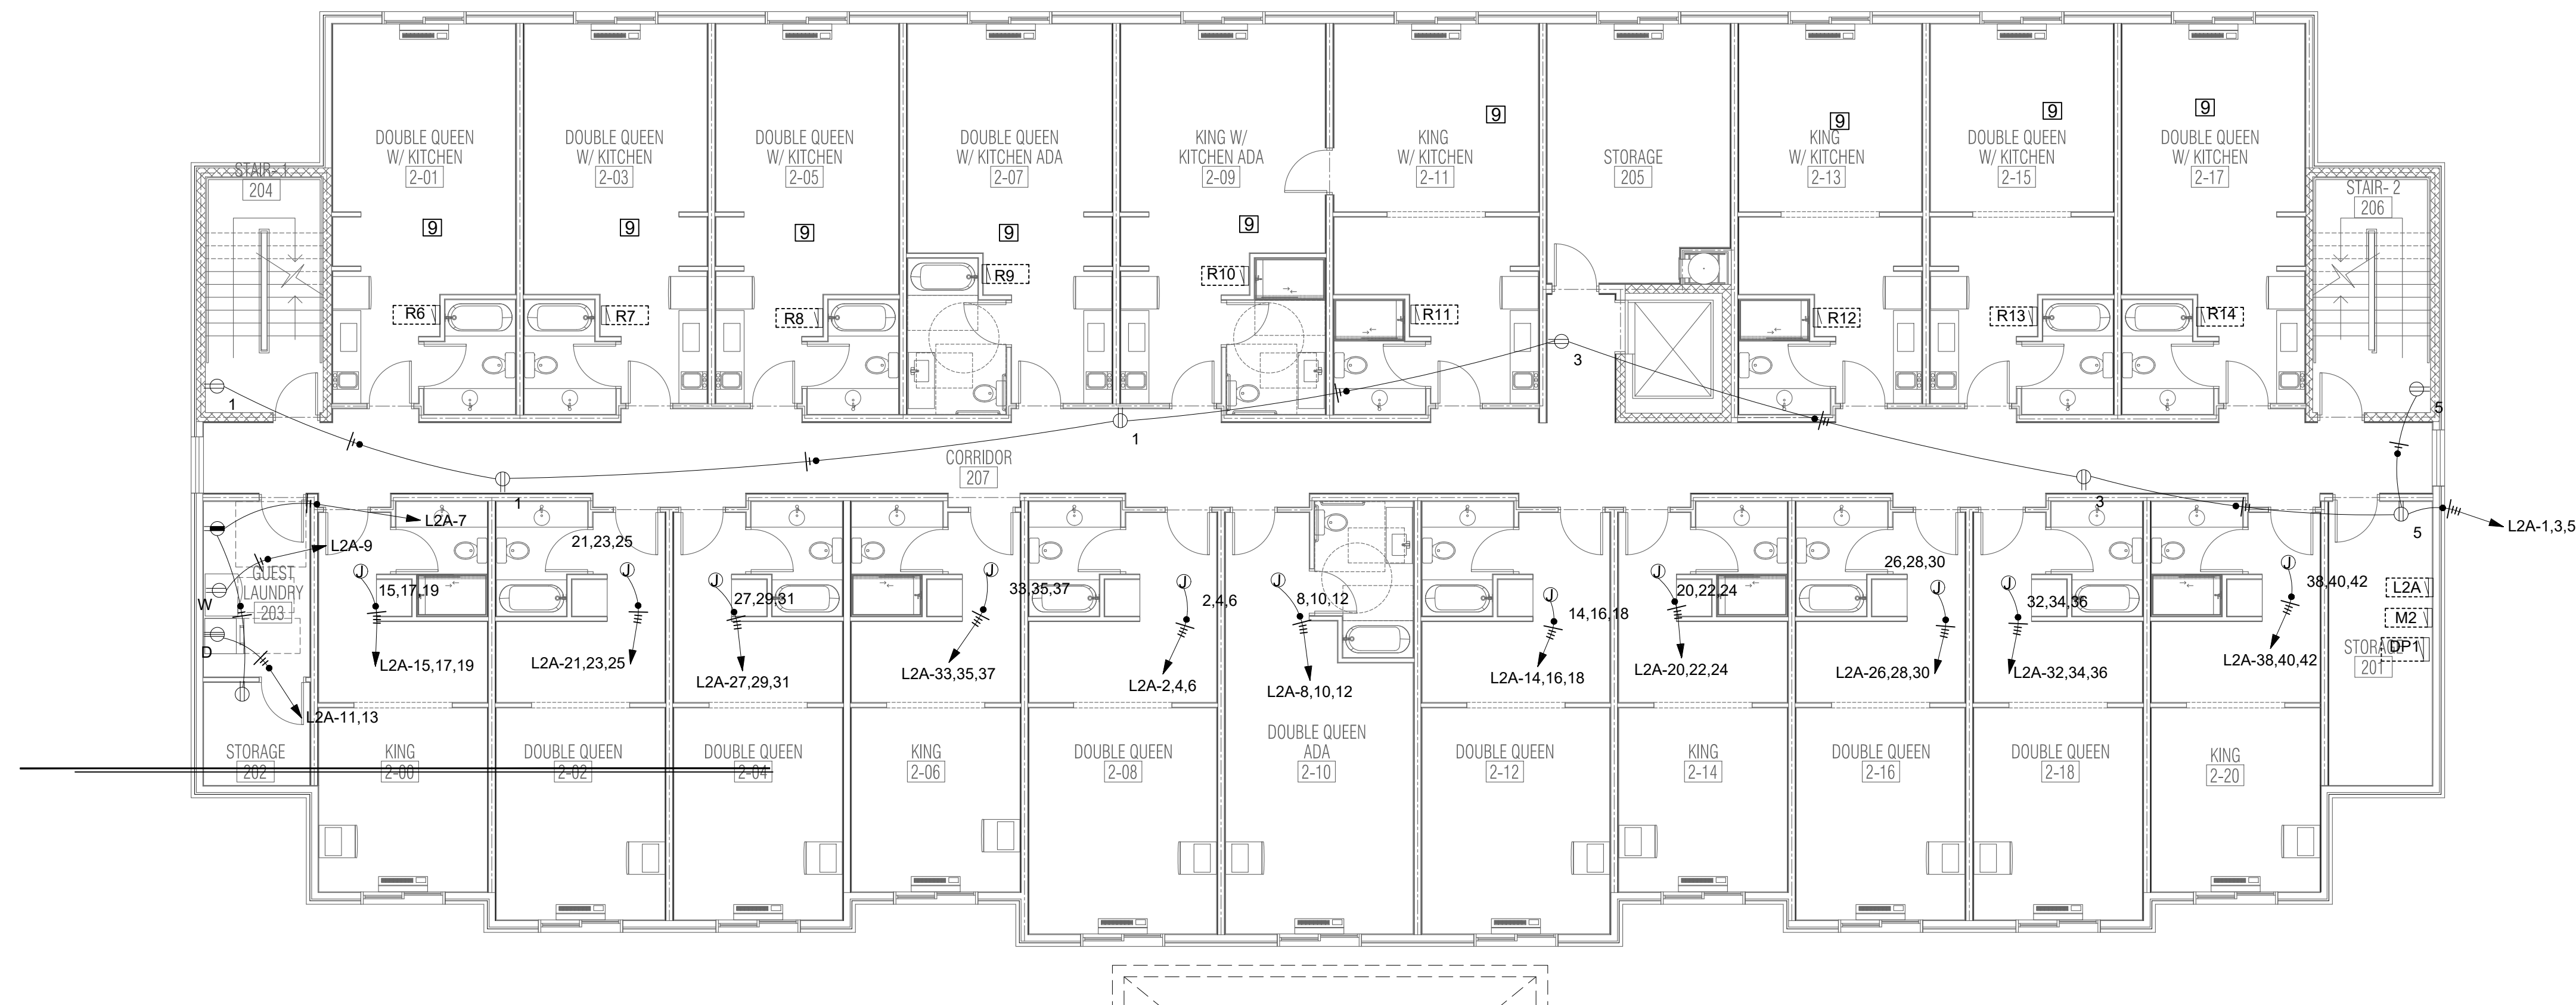 DOUBLE QUEEN
W/ KITCHEN
2-01
DOUBLE QUEEN
W/ KITCHEN
2-03
DOUBLE QUEEN
W/ KITCHEN
2-05
DOUBLE QUEEN
W/ KITCHEN ADA
2-07
KING W/
KITCHEN ADA
2-09
KING
W/ KITCHEN
2-11
STORAGE
205
KING
W/ KITCHEN
2-13
DOUBLE QUEEN
W/ KITCHEN
2-15
DOUBLE QUEEN
W/ KITCHEN
2-17
9
9
9
9
STAIR- 1
204
STAIR- 2
206
9
9
9
9
9
R6
R7
R8
R9
R10
R11
R12
R13
R14
1
3
5
1
CORRIDOR
207
1
3
5
L2A-1,3,5
L2A-7
L2A-9
GUEST
LAUNDRY
203
W
D
L2A-11,13
STORAGE
202
J
15,17,19
L2A-15,17,19
21,23,25
J
L2A-21,23,25
J
27,29,31
L2A-27,29,31
J
33,35,37
L2A-33,35,37
J
2,4,6
L2A-2,4,6
J
8,10,12
L2A-8,10,12
J
14,16,18
L2A-14,16,18
J
20,22,24
L2A-20,22,24
26,28,30
J
L2A-26,28,30
J
32,34,36
L2A-32,34,36
J
38,40,42
L2A-38,40,42
L2A
M2
DP1
STORAGE
201
KING
2-00
DOUBLE QUEEN
2-02
DOUBLE QUEEN
2-04
KING
2-06
DOUBLE QUEEN
2-08
DOUBLE QUEEN
ADA
2-10
DOUBLE QUEEN
2-12
KING
2-14
DOUBLE QUEEN
2-16
DOUBLE QUEEN
2-18
KING
2-20